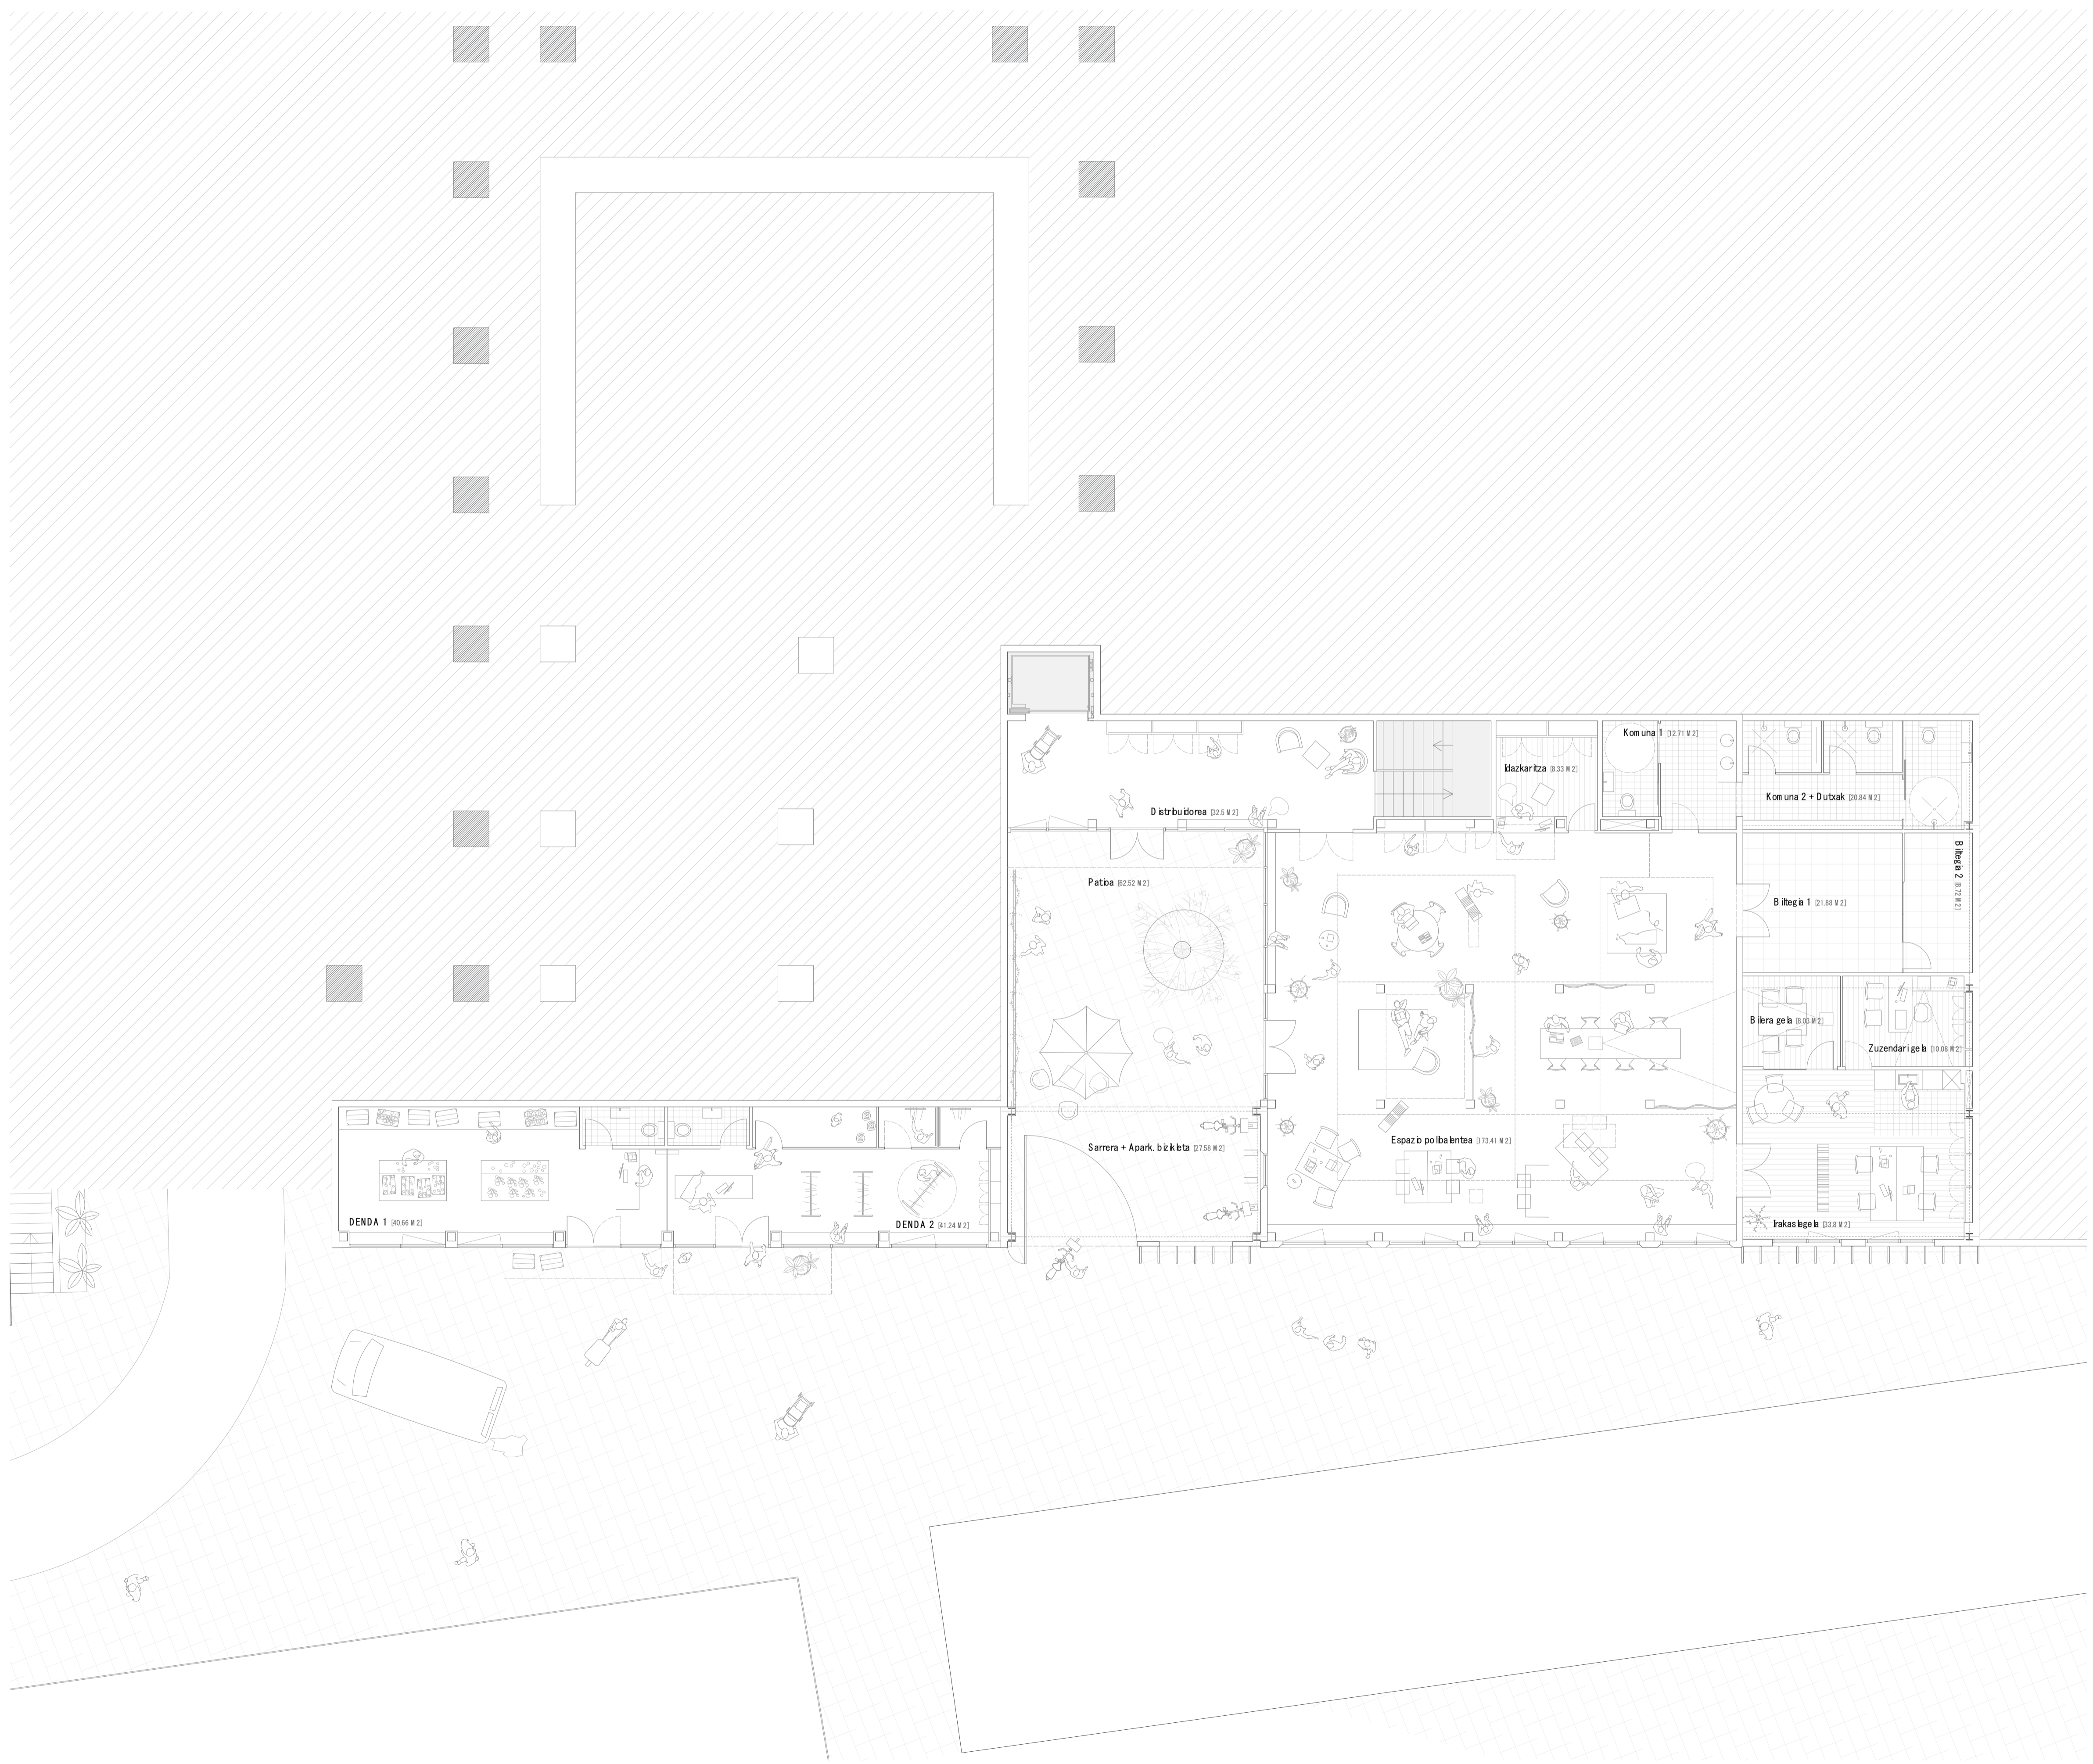 Komuna 1 [12.71 M2]
Idazkaritza [8.33 M2]
Komuna 2 + Dutxak [20.84 M2]
Distribuidorea [32.5 M2]
Patioa [62.52 M2]
Biltegia 1 [21.88 M2]
Biltegia 2 [9.72 M2]
Bilera gela [8.03 M2]
Zuzendari gela [10.08 M2]
Espazio polibalentea [173.41 M2]
Sarrera + Apark. bizikleta [27.58 M2]
DENDA 1 [40.66 M2]
DENDA 2 [41.24 M2]
Irakaslegela [33.8 M2]